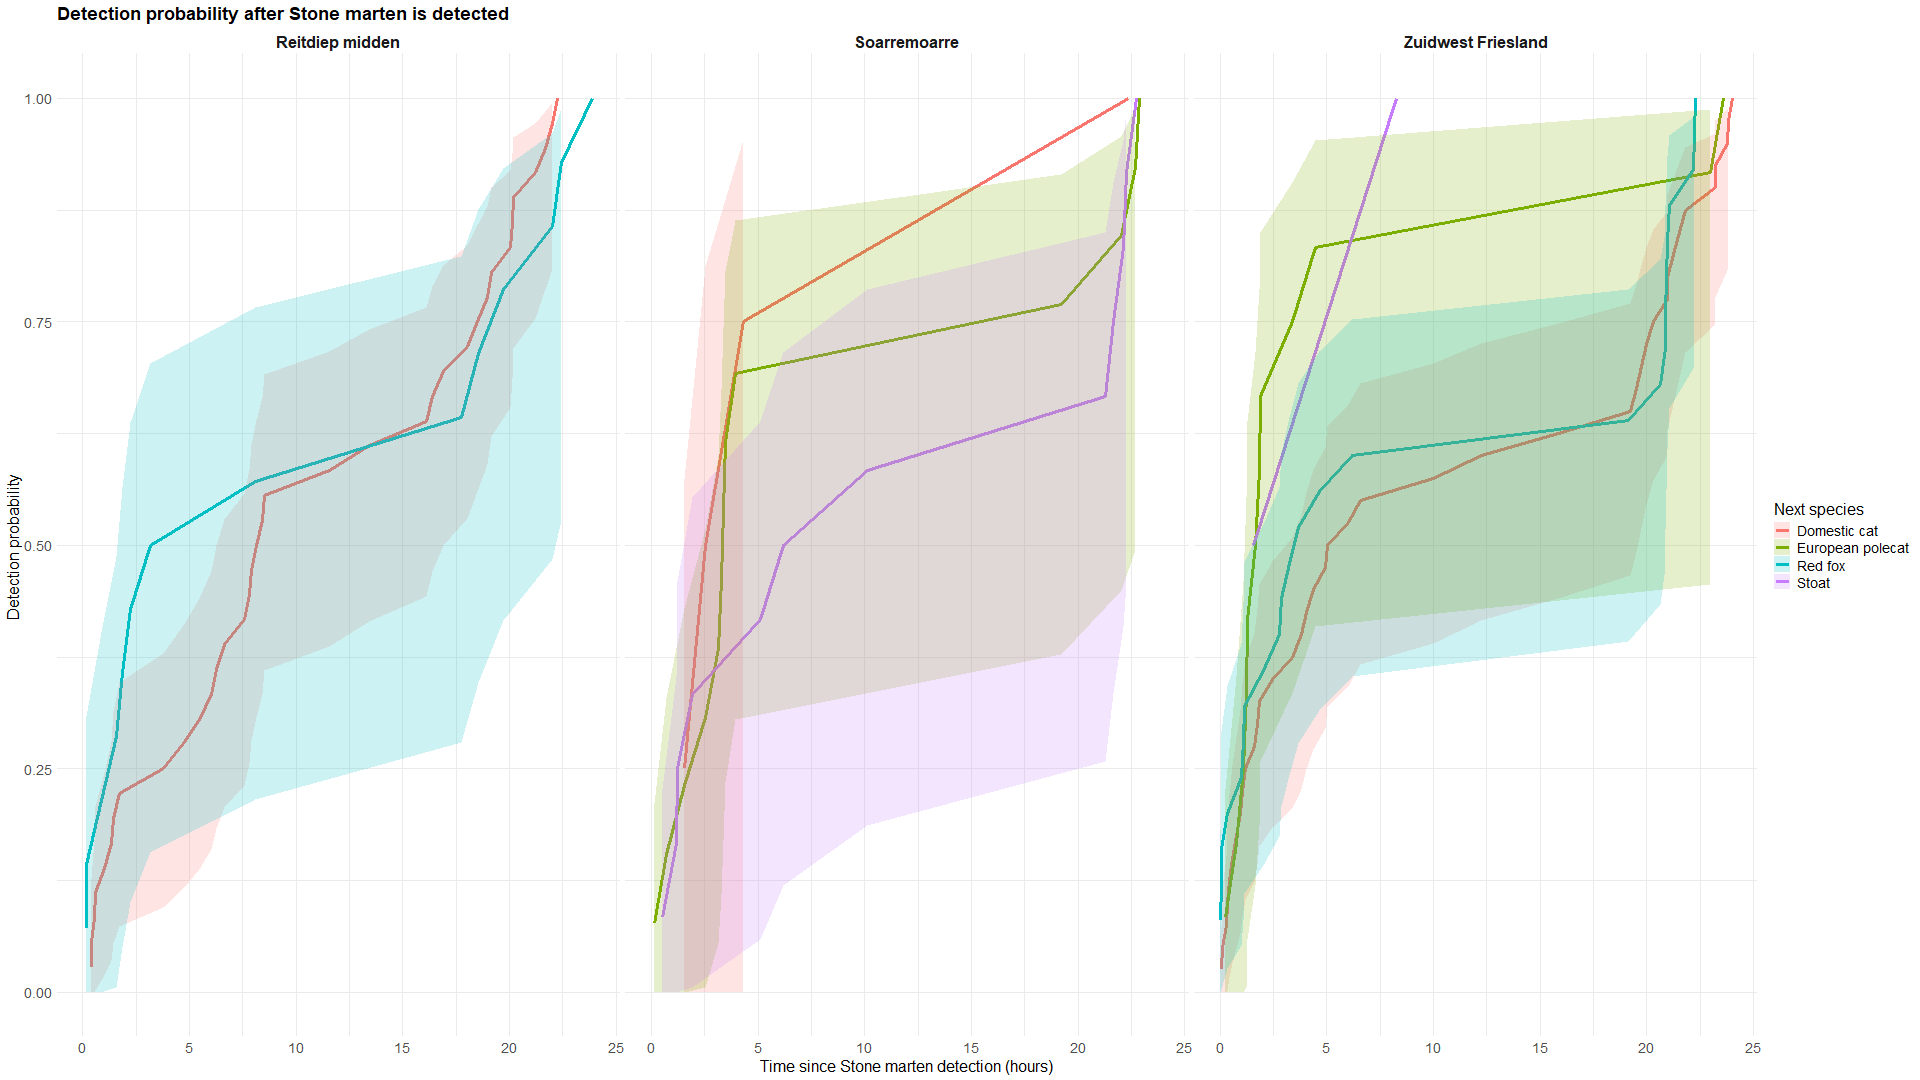 Detection probability after Stone marten is detected
Reitdiep midden
Soarremoarre
Zuidwest Friesland
1.00
0.75
0.50
0.25
0.00
Detection probability
0 5 10 15 20 25
0 5 10 15 20 25
0 5 10 15 20 25
Time since Stone marten detection (hours)
Next species
Domestic cat
European polecat
Red fox
Stoat